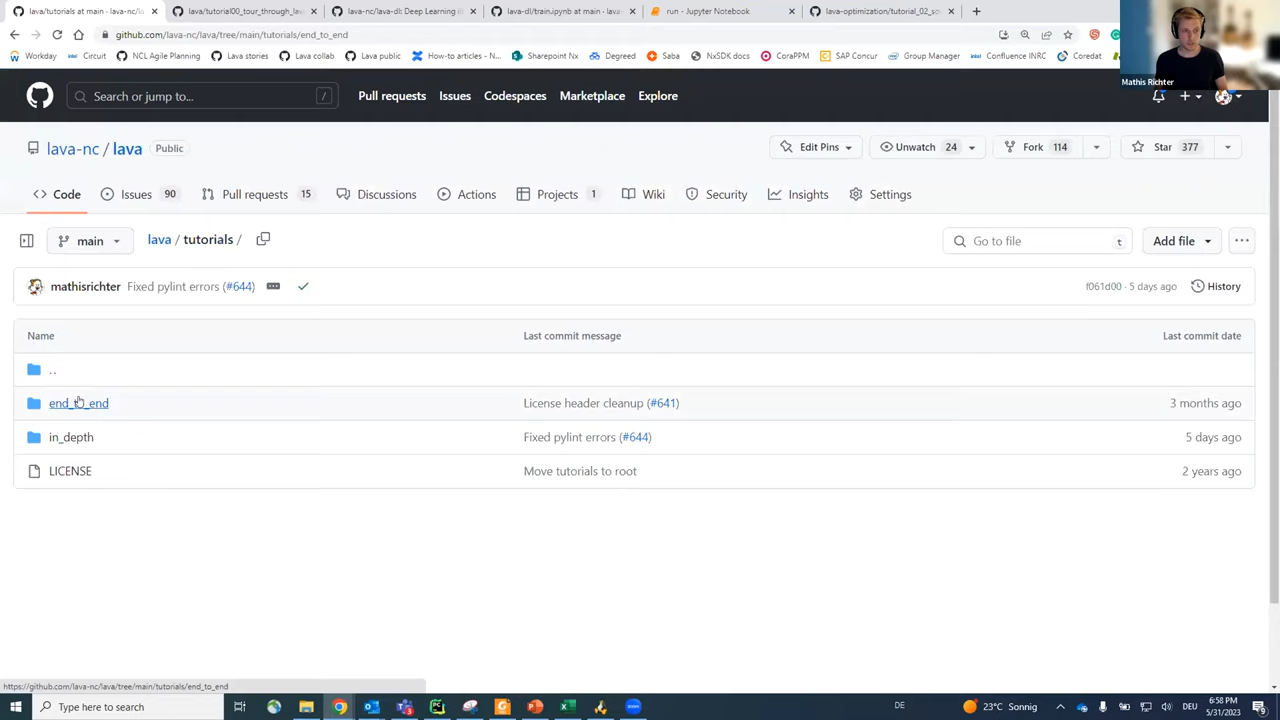 lava/tutorials at main · lava-nc/l
lava/tutorial00_tour_through_lav
lava-nc/lava-dl: Deep Learning
lava-dl/train.ipynb at main · lava-
run - Jupyter Notebook
lava-optimization/tutorial_02_so
github.com/lava-nc/lava/tree/main/tutorials/end_to_end
Workday Circuit NCL Agile Planning Lava stories Lava collab Lava public How-to articles - N... Sharepoint Nx Degreed Saba NxSDK docs CoraPPM SAP Concur Group Manager Confluence INRC Coredat
Mathis Richter
Search or jump to... /
Pull requests Issues Codespaces Marketplace Explore
lava-nc / lava Public
Edit Pins Unwatch 24 Fork 114 Star 377
Code Issues 90 Pull requests 15 Discussions Actions Projects 1 Wiki Security Insights Settings
main lava / tutorials / Go to file t Add file
mathisrichter Fixed pylint errors (#644) f061d00 · 5 days ago History
Name Last commit message Last commit date
. .
end_to_end License header cleanup (#641) 3 months ago
in_depth Fixed pylint errors (#644) 5 days ago
LICENSE Move tutorials to root 2 years ago
https://github.com/lava-nc/lava/tree/main/tutorials/end_to_end
Type here to search DE 23°C Sonnig DEU 6:58 PM
5/31/2023